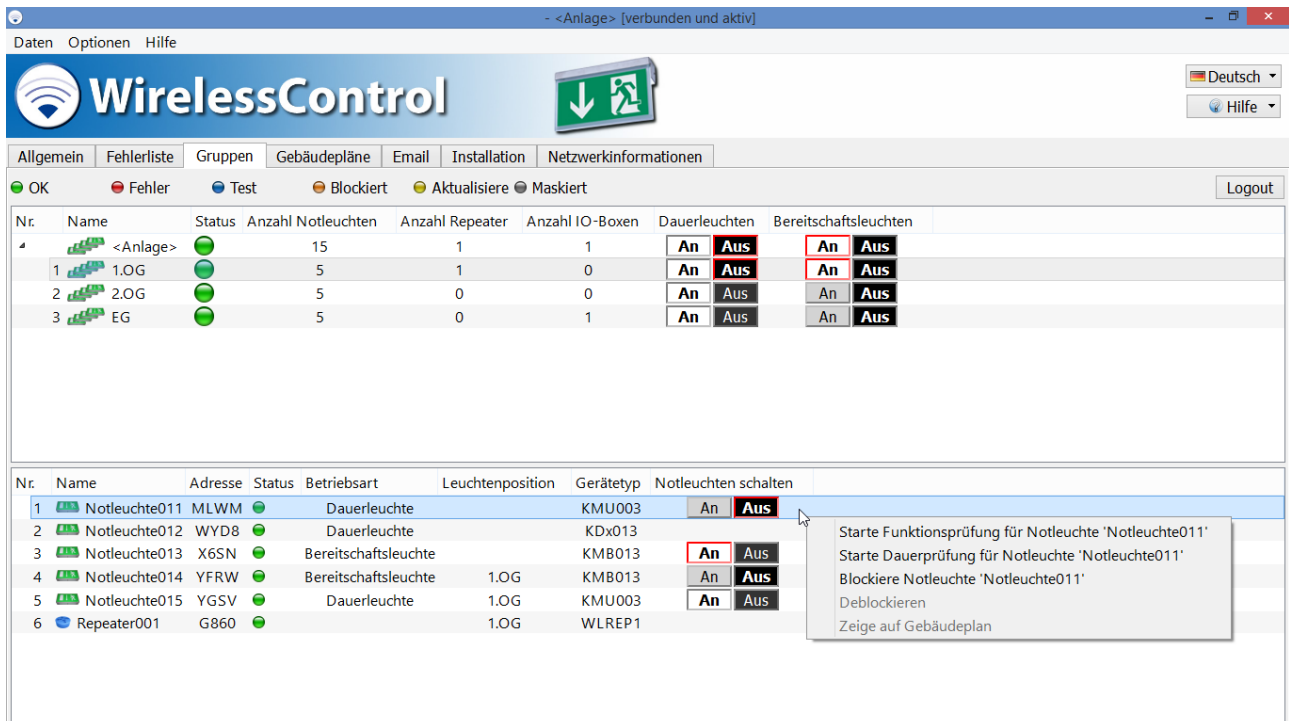 - <Anlage> [verbunden und aktiv]
Daten Optionen Hilfe
WirelessControl
Deutsch
Hilfe
Allgemein Fehlerliste Gruppen Gebäudepläne Email Installation Netzwerkinformationen
OK Fehler Test Blockiert Aktualisiere Maskiert Logout
Nr. Name Status Anzahl Notleuchten Anzahl Repeater Anzahl IO-Boxen Dauerleuchten Bereitschaftsleuchten
<Anlage> 15 1 1 An Aus An Aus
1 1.OG 5 1 0 An Aus An Aus
2 2.OG 5 0 0 An Aus An Aus
3 EG 5 0 1 An Aus An Aus
Nr. Name Adresse Status Betriebsart Leuchtenposition Gerätetyp Notleuchten schalten
1 Notleuchte011 MLWM Dauerleuchte KMU003 An Aus
2 Notleuchte012 WYD8 Dauerleuchte KDx013
3 Notleuchte013 X6SN Bereitschaftsleuchte KMB013 An Aus
4 Notleuchte014 YFRW Bereitschaftsleuchte 1.OG KMB013 An Aus
5 Notleuchte015 YGSV Dauerleuchte 1.OG KMU003 An Aus
6 Repeater001 G860 1.OG WLREP1
Starte Funktionsprüfung für Notleuchte 'Notleuchte011'
Starte Dauerprüfung für Notleuchte 'Notleuchte011'
Blockiere Notleuchte 'Notleuchte011'
Deblockieren
Zeige auf Gebäudeplan